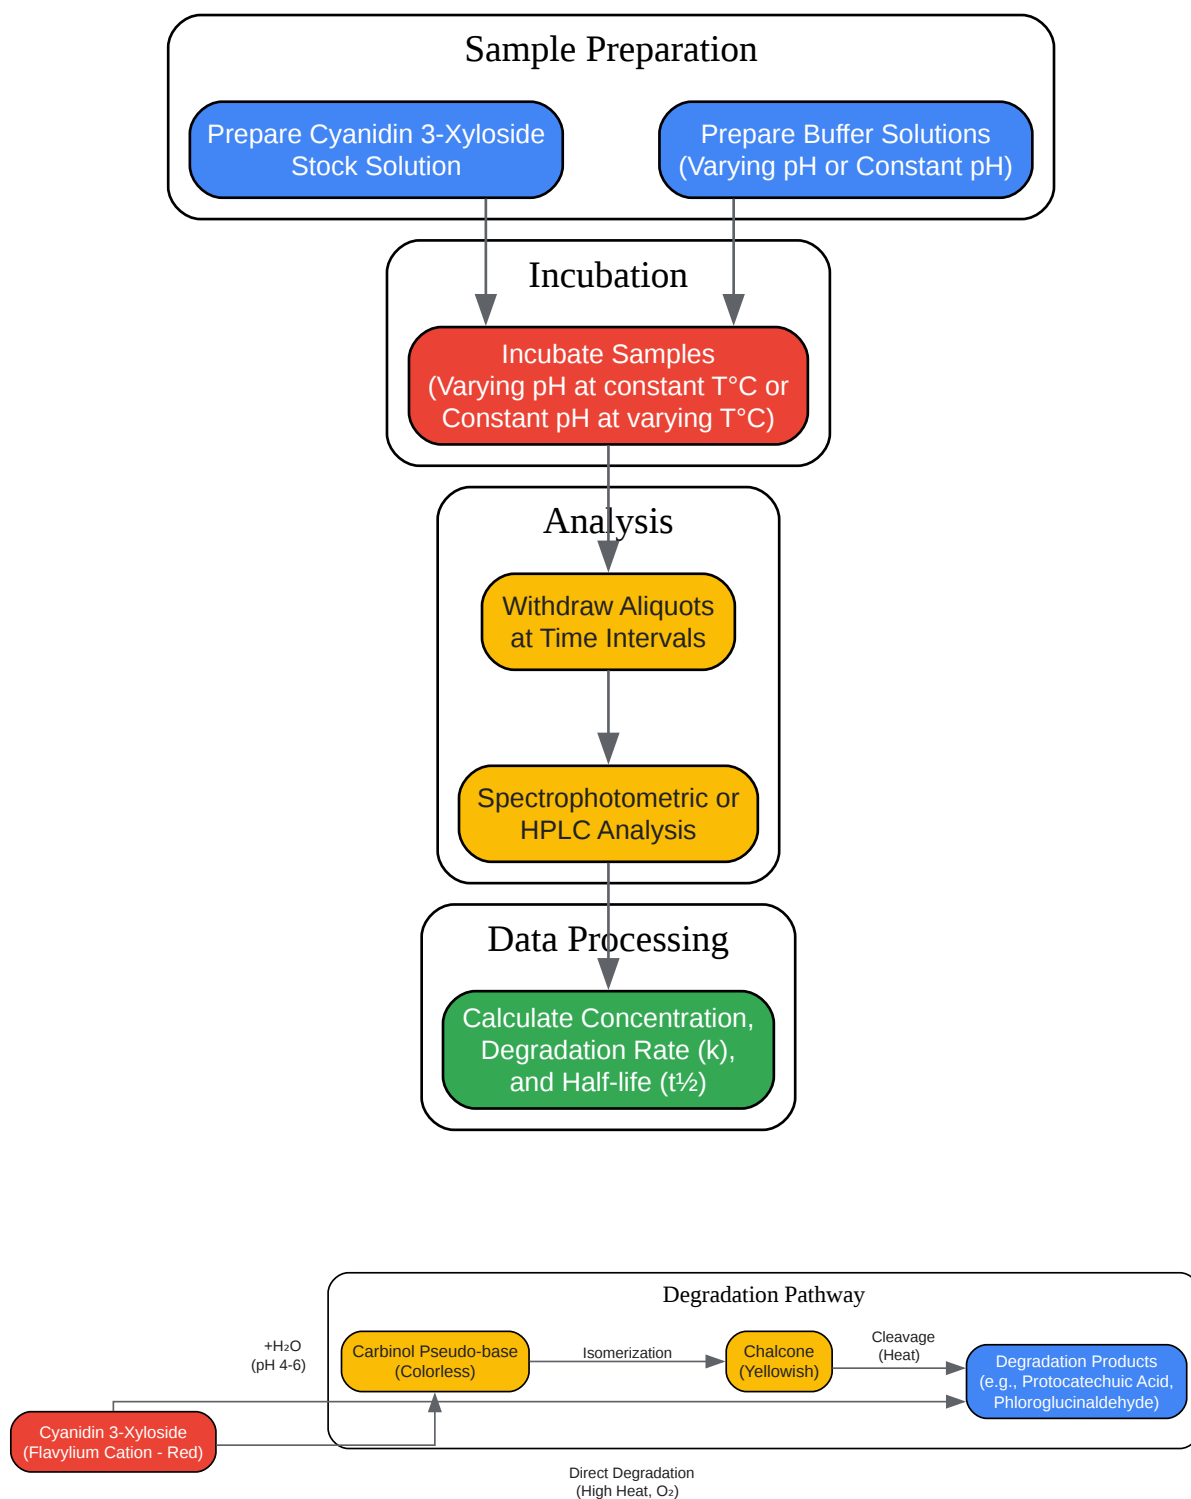 Sample Preparation
Prepare Cyanidin 3-Xyloside
Stock Solution
Prepare Buffer Solutions
(Varying pH or Constant pH)
Incubation
Incubate Samples
(Varying pH at constant T°C or
Constant pH at varying T°C)
Analysis
Withdraw Aliquots
at Time Intervals
Spectrophotometric or
HPLC Analysis
Data Processing
Calculate Concentration,
Degradation Rate (k),
and Half-life (t½)
Degradation Pathway
+H₂O
(pH 4-6)
Carbinol Pseudo-base
(Colorless)
Isomerization
Chalcone
(Yellowish)
Cleavage
(Heat)
Degradation Products
(e.g., Protocatechuic Acid,
Phloroglucinaldehyde)
Cyanidin 3-Xyloside
(Flavylium Cation - Red)
Direct Degradation
(High Heat, O₂)